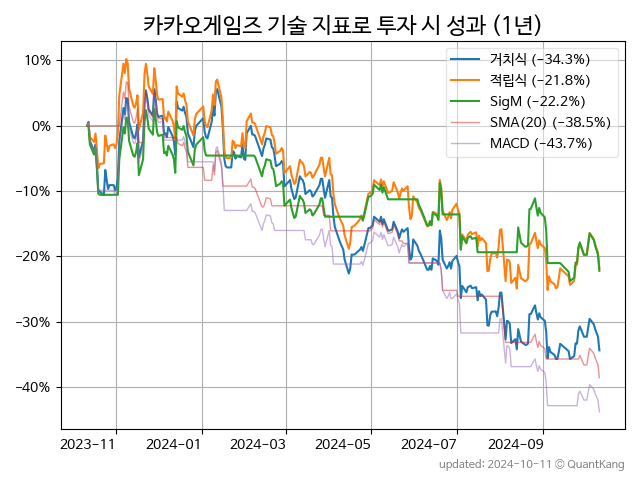 카카오게임즈 기술 지표로 투자 시 성과 (1년)
거치식 (−34.3%)
적립식 (−21.8%)
SigM (−22.2%)
SMA(20) (−38.5%)
MACD (−43.7%)
10%
0%
−10%
−20%
−30%
−40%
2023-11 2024-01 2024-03 2024-05 2024-07 2024-09
updated: 2024-10-11 © QuantKang